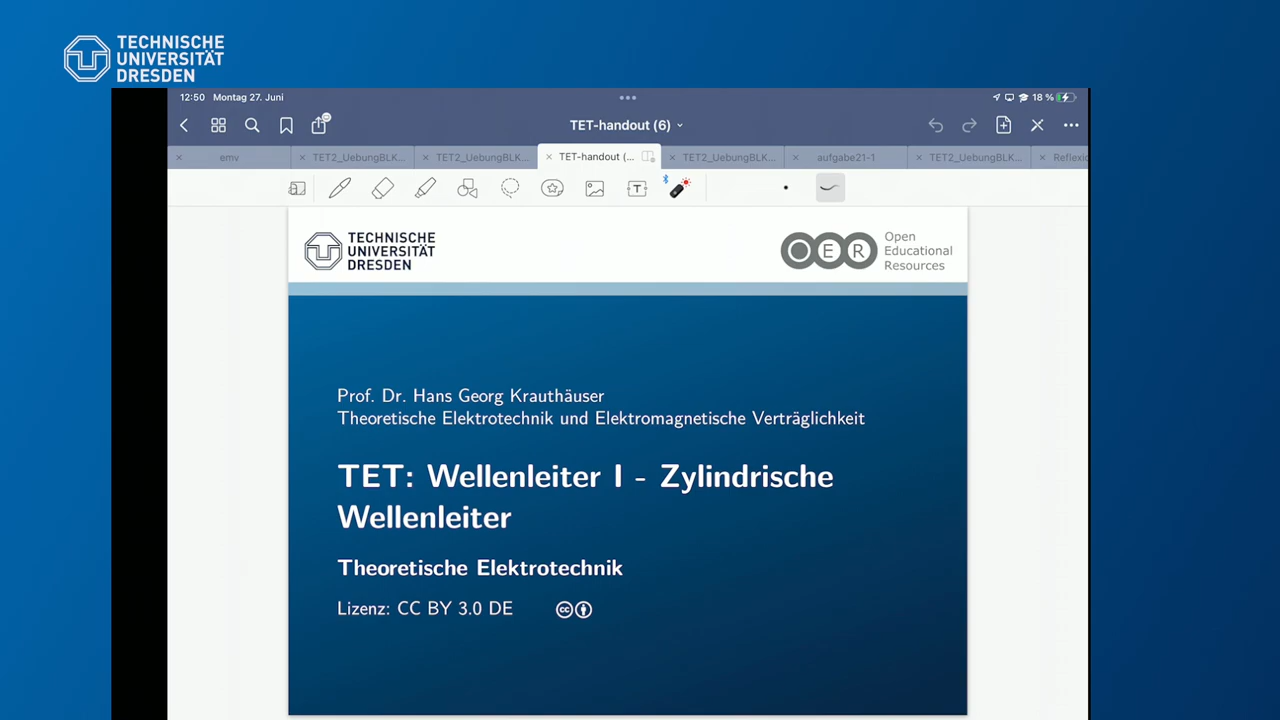 TECHNISCHE
UNIVERSITÄT
DRESDEN
12:50 Montag 27. Juni
18 %
TET-handout (6)
emv
TET2_UebungBLK...
TET2_UebungBLK...
TET-handout (...
TET2_UebungBLK...
aufgabe21-1
TET2_UebungBLK...
Reflexio
T
TECHNISCHE
UNIVERSITÄT
DRESDEN
OER
Open
Educational
Resources
Prof. Dr. Hans Georg Krauthäuser
Theoretische Elektrotechnik und Elektromagnetische Verträglichkeit
TET: Wellenleiter I - Zylindrische
Wellenleiter
Theoretische Elektrotechnik
Lizenz: CC BY 3.0 DE
cc